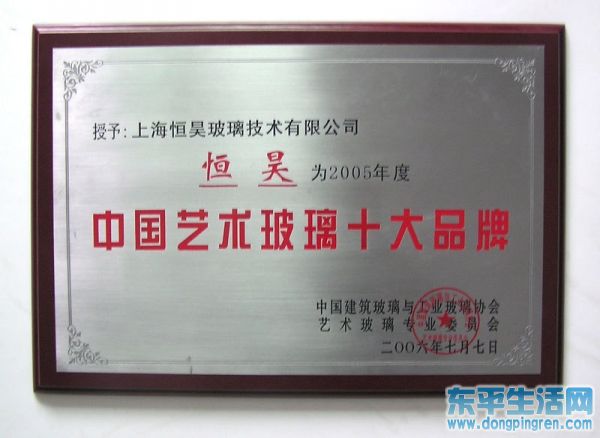 授予:上海恒昊玻璃技术有限公司
恒昊 为2005年度
中国艺术玻璃十大品牌
中国建筑玻璃与工业玻璃协会
艺术玻璃专业委员会
二〇〇六年七月七日
东平生活网
www.dongpingren.com